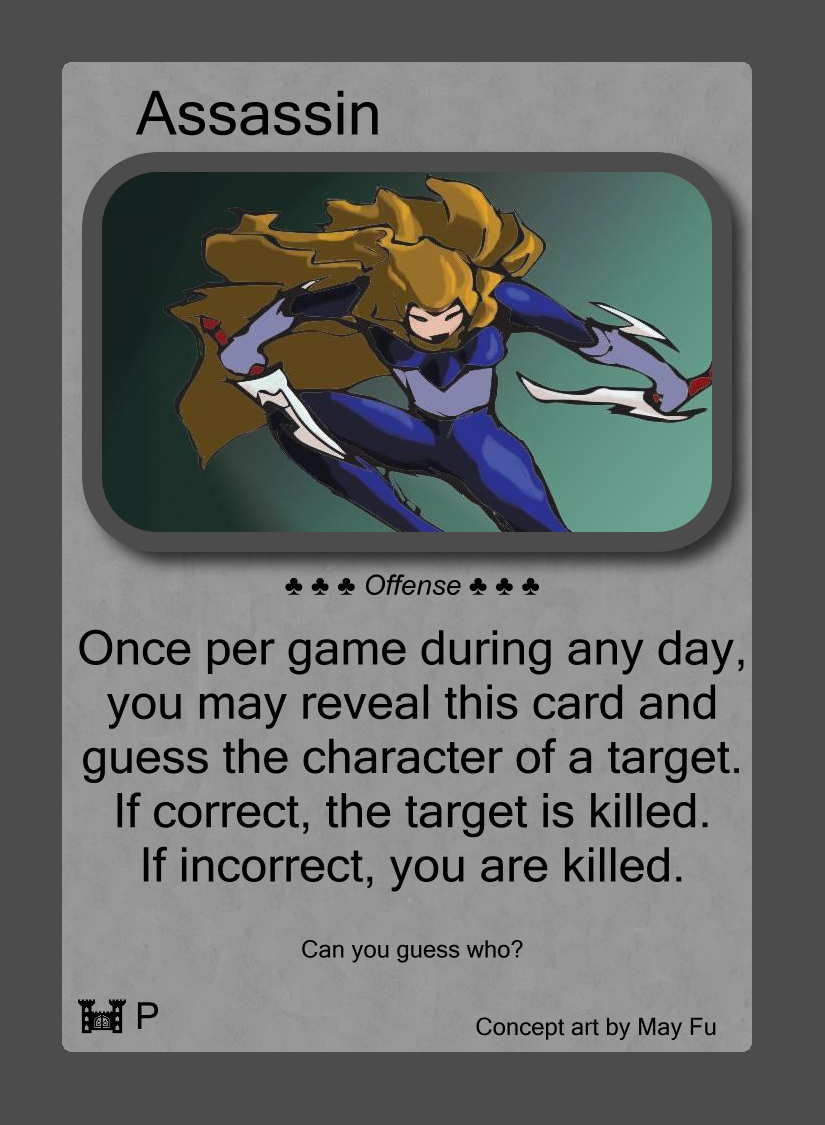 Assassin
♣ ♣ ♣ Offense ♣ ♣ ♣
Once per game during any day,
you may reveal this card and
guess the character of a target.
If correct, the target is killed.
If incorrect, you are killed.
Can you guess who?
P
Concept art by May Fu